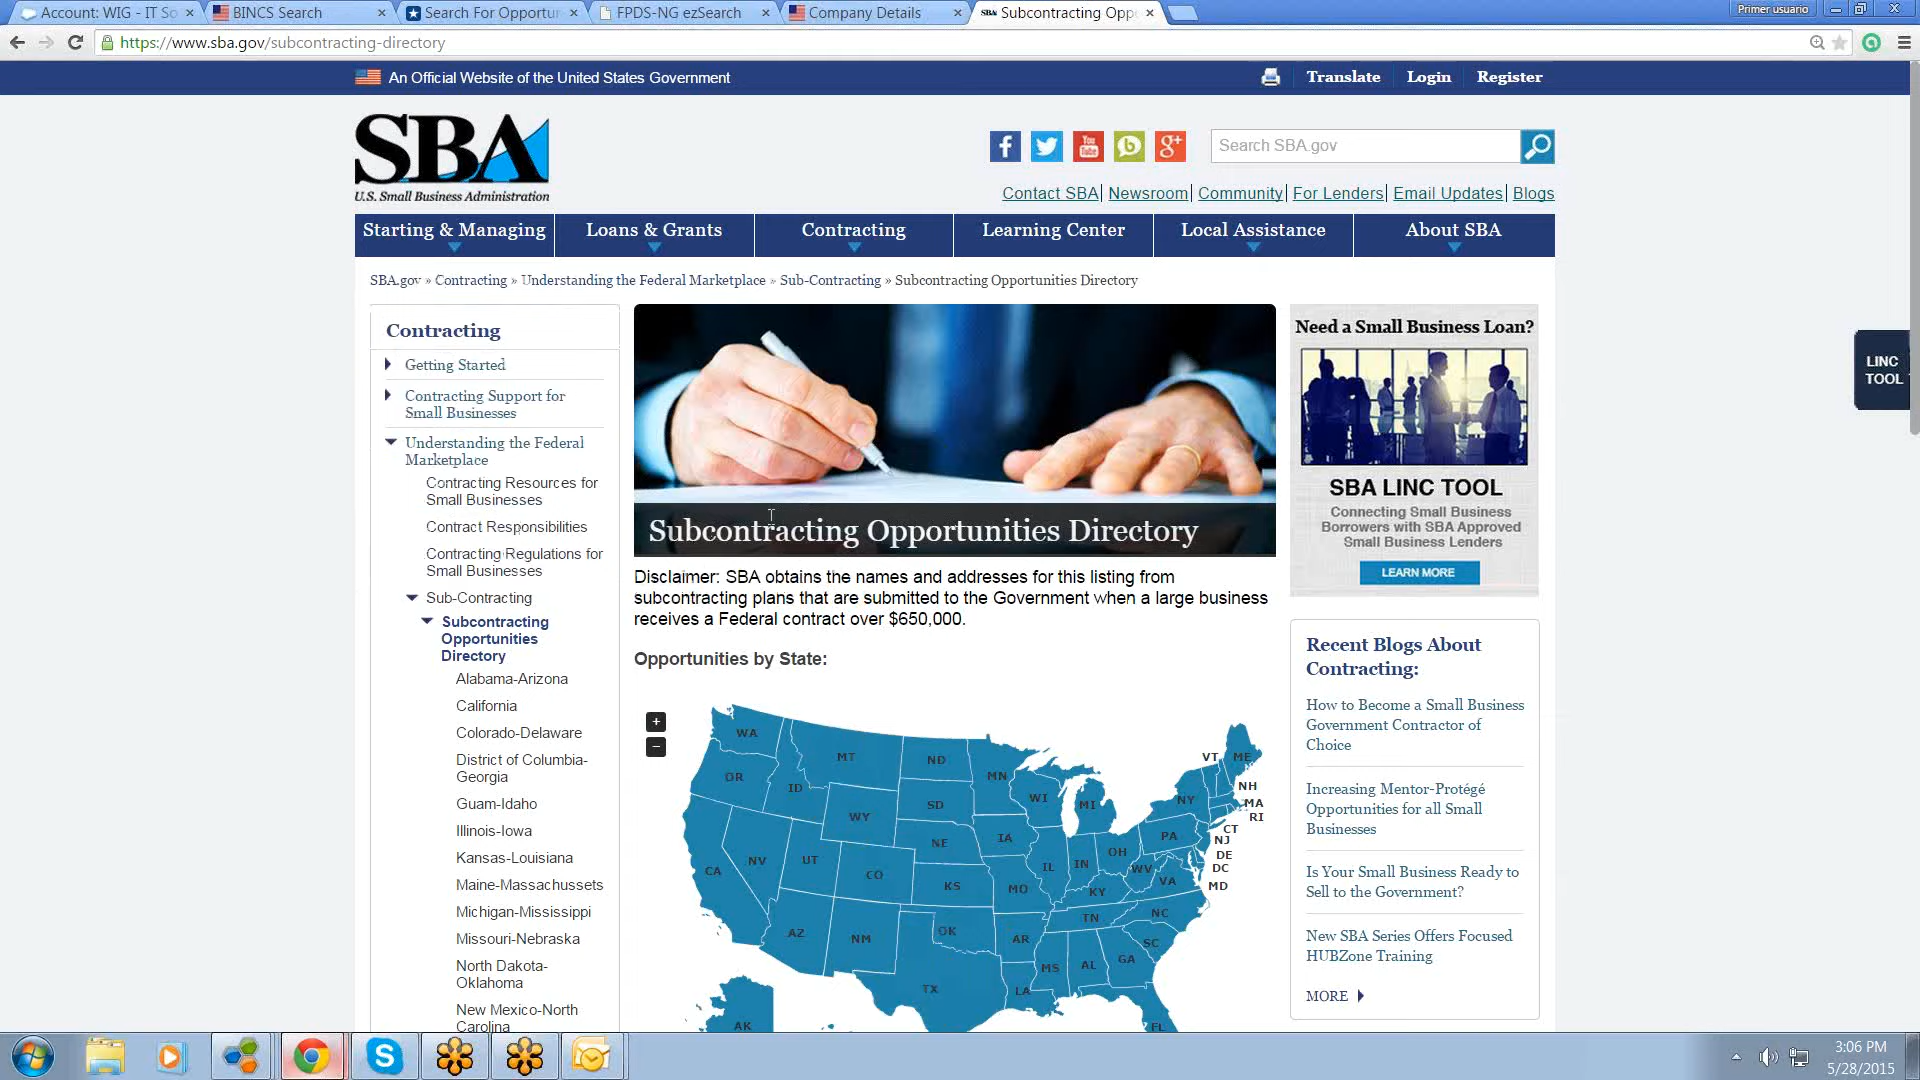 Account: WIG - IT So
BINCS Search
Search For Opportun
FPDS-NG ezSearch
Company Details
Subcontracting Oppo
Primer usuario
https://www.sba.gov/subcontracting-directory
An Official Website of the United States Government
Translate
Login
Register
SBA
U.S. Small Business Administration
f
You Tube
b
g+
Search SBA.gov
Contact SBA| Newsroom| Community| For Lenders| Email Updates| Blogs
Starting & Managing
Loans & Grants
Contracting
Learning Center
Local Assistance
About SBA
SBA.gov » Contracting » Understanding the Federal Marketplace » Sub-Contracting » Subcontracting Opportunities Directory
Contracting
Getting Started
Contracting Support for
Small Businesses
Understanding the Federal
Marketplace
Contracting Resources for
Small Businesses
Contract Responsibilities
Contracting Regulations for
Small Businesses
Sub-Contracting
Subcontracting
Opportunities
Directory
Alabama-Arizona
California
Colorado-Delaware
District of Columbia-
Georgia
Guam-Idaho
Illinois-Iowa
Kansas-Louisiana
Maine-Massachussets
Michigan-Mississippi
Missouri-Nebraska
North Dakota-
Oklahoma
New Mexico-North
Carolina
Subcontracting Opportunities Directory
Disclaimer: SBA obtains the names and addresses for this listing from
subcontracting plans that are submitted to the Government when a large business
receives a Federal contract over $650,000.
Opportunities by State:
+
−
WA
MT
ND
MN
VT
ME
OR
ID
SD
WI
MI
NY
NH
MA
RI
WY
CT
NJ
NE
IA
PA
DE
DC
MD
CA
NV
UT
CO
KS
MO
IL
IN
OH
WV
VA
KY
AZ
NM
OK
AR
TN
NC
SC
MS
AL
GA
TX
LA
AK
FL
Need a Small Business Loan?
SBA LINC TOOL
Connecting Small Business
Borrowers with SBA Approved
Small Business Lenders
LEARN MORE
Recent Blogs About
Contracting:
How to Become a Small Business
Government Contractor of
Choice
Increasing Mentor-Protégé
Opportunities for all Small
Businesses
Is Your Small Business Ready to
Sell to the Government?
New SBA Series Offers Focused
HUBZone Training
MORE
LINC
TOOL
3:06 PM
5/28/2015